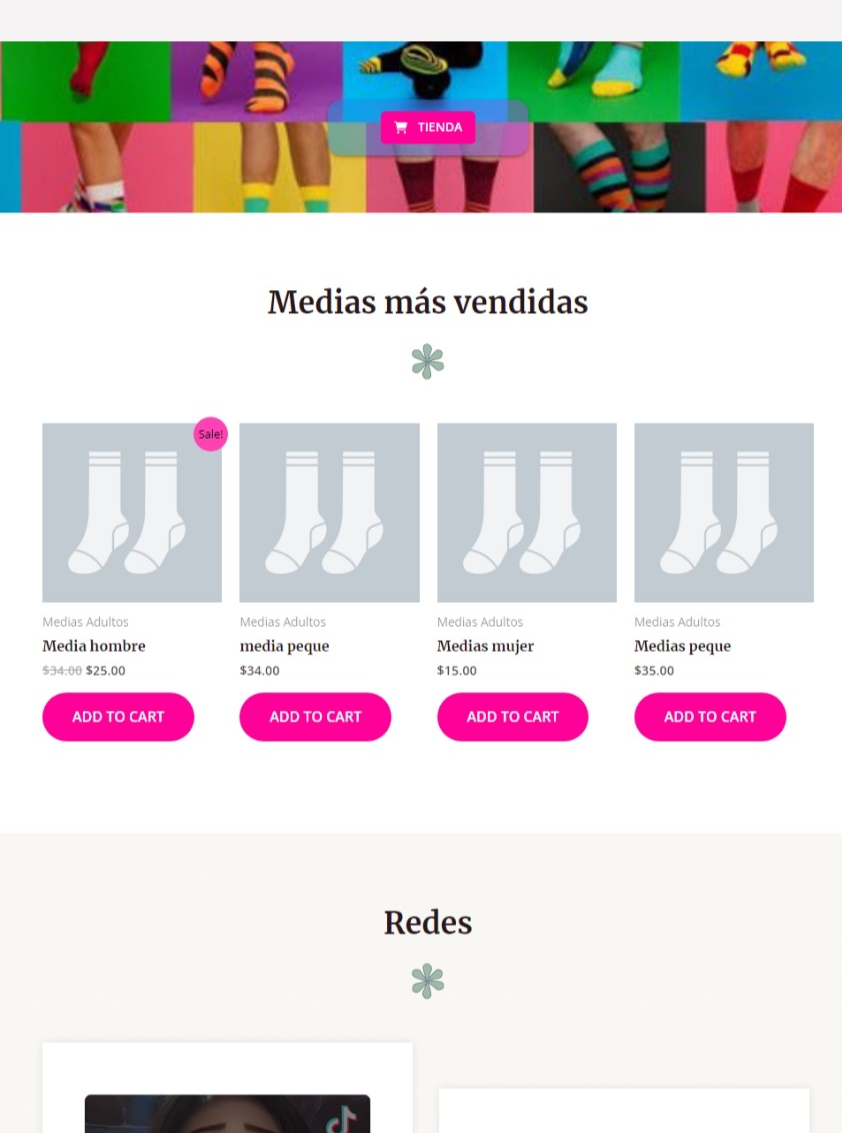 TIENDA
Medias más vendidas
Sale!
Medias Adultos
Media hombre
$34.00 $25.00
ADD TO CART
Medias Adultos
media peque
$34.00
ADD TO CART
Medias Adultos
Medias mujer
$15.00
ADD TO CART
Medias Adultos
Medias peque
$35.00
ADD TO CART
Redes